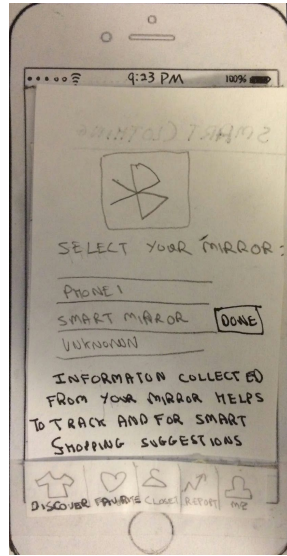 9:23 PM 100%
SMART CLOTHING
SELECT YOUR MIRROR:
PHONE 1
SMART MIRROR DONE
UNKNONN
INFORMATON COLLECTED
FROM YOUR MIRROR HELPS
TO TRACK AND FOR SMART
SHOPPING SUGGESTIONS
DISCOVER FAVORITE CLOSET REPORT ME